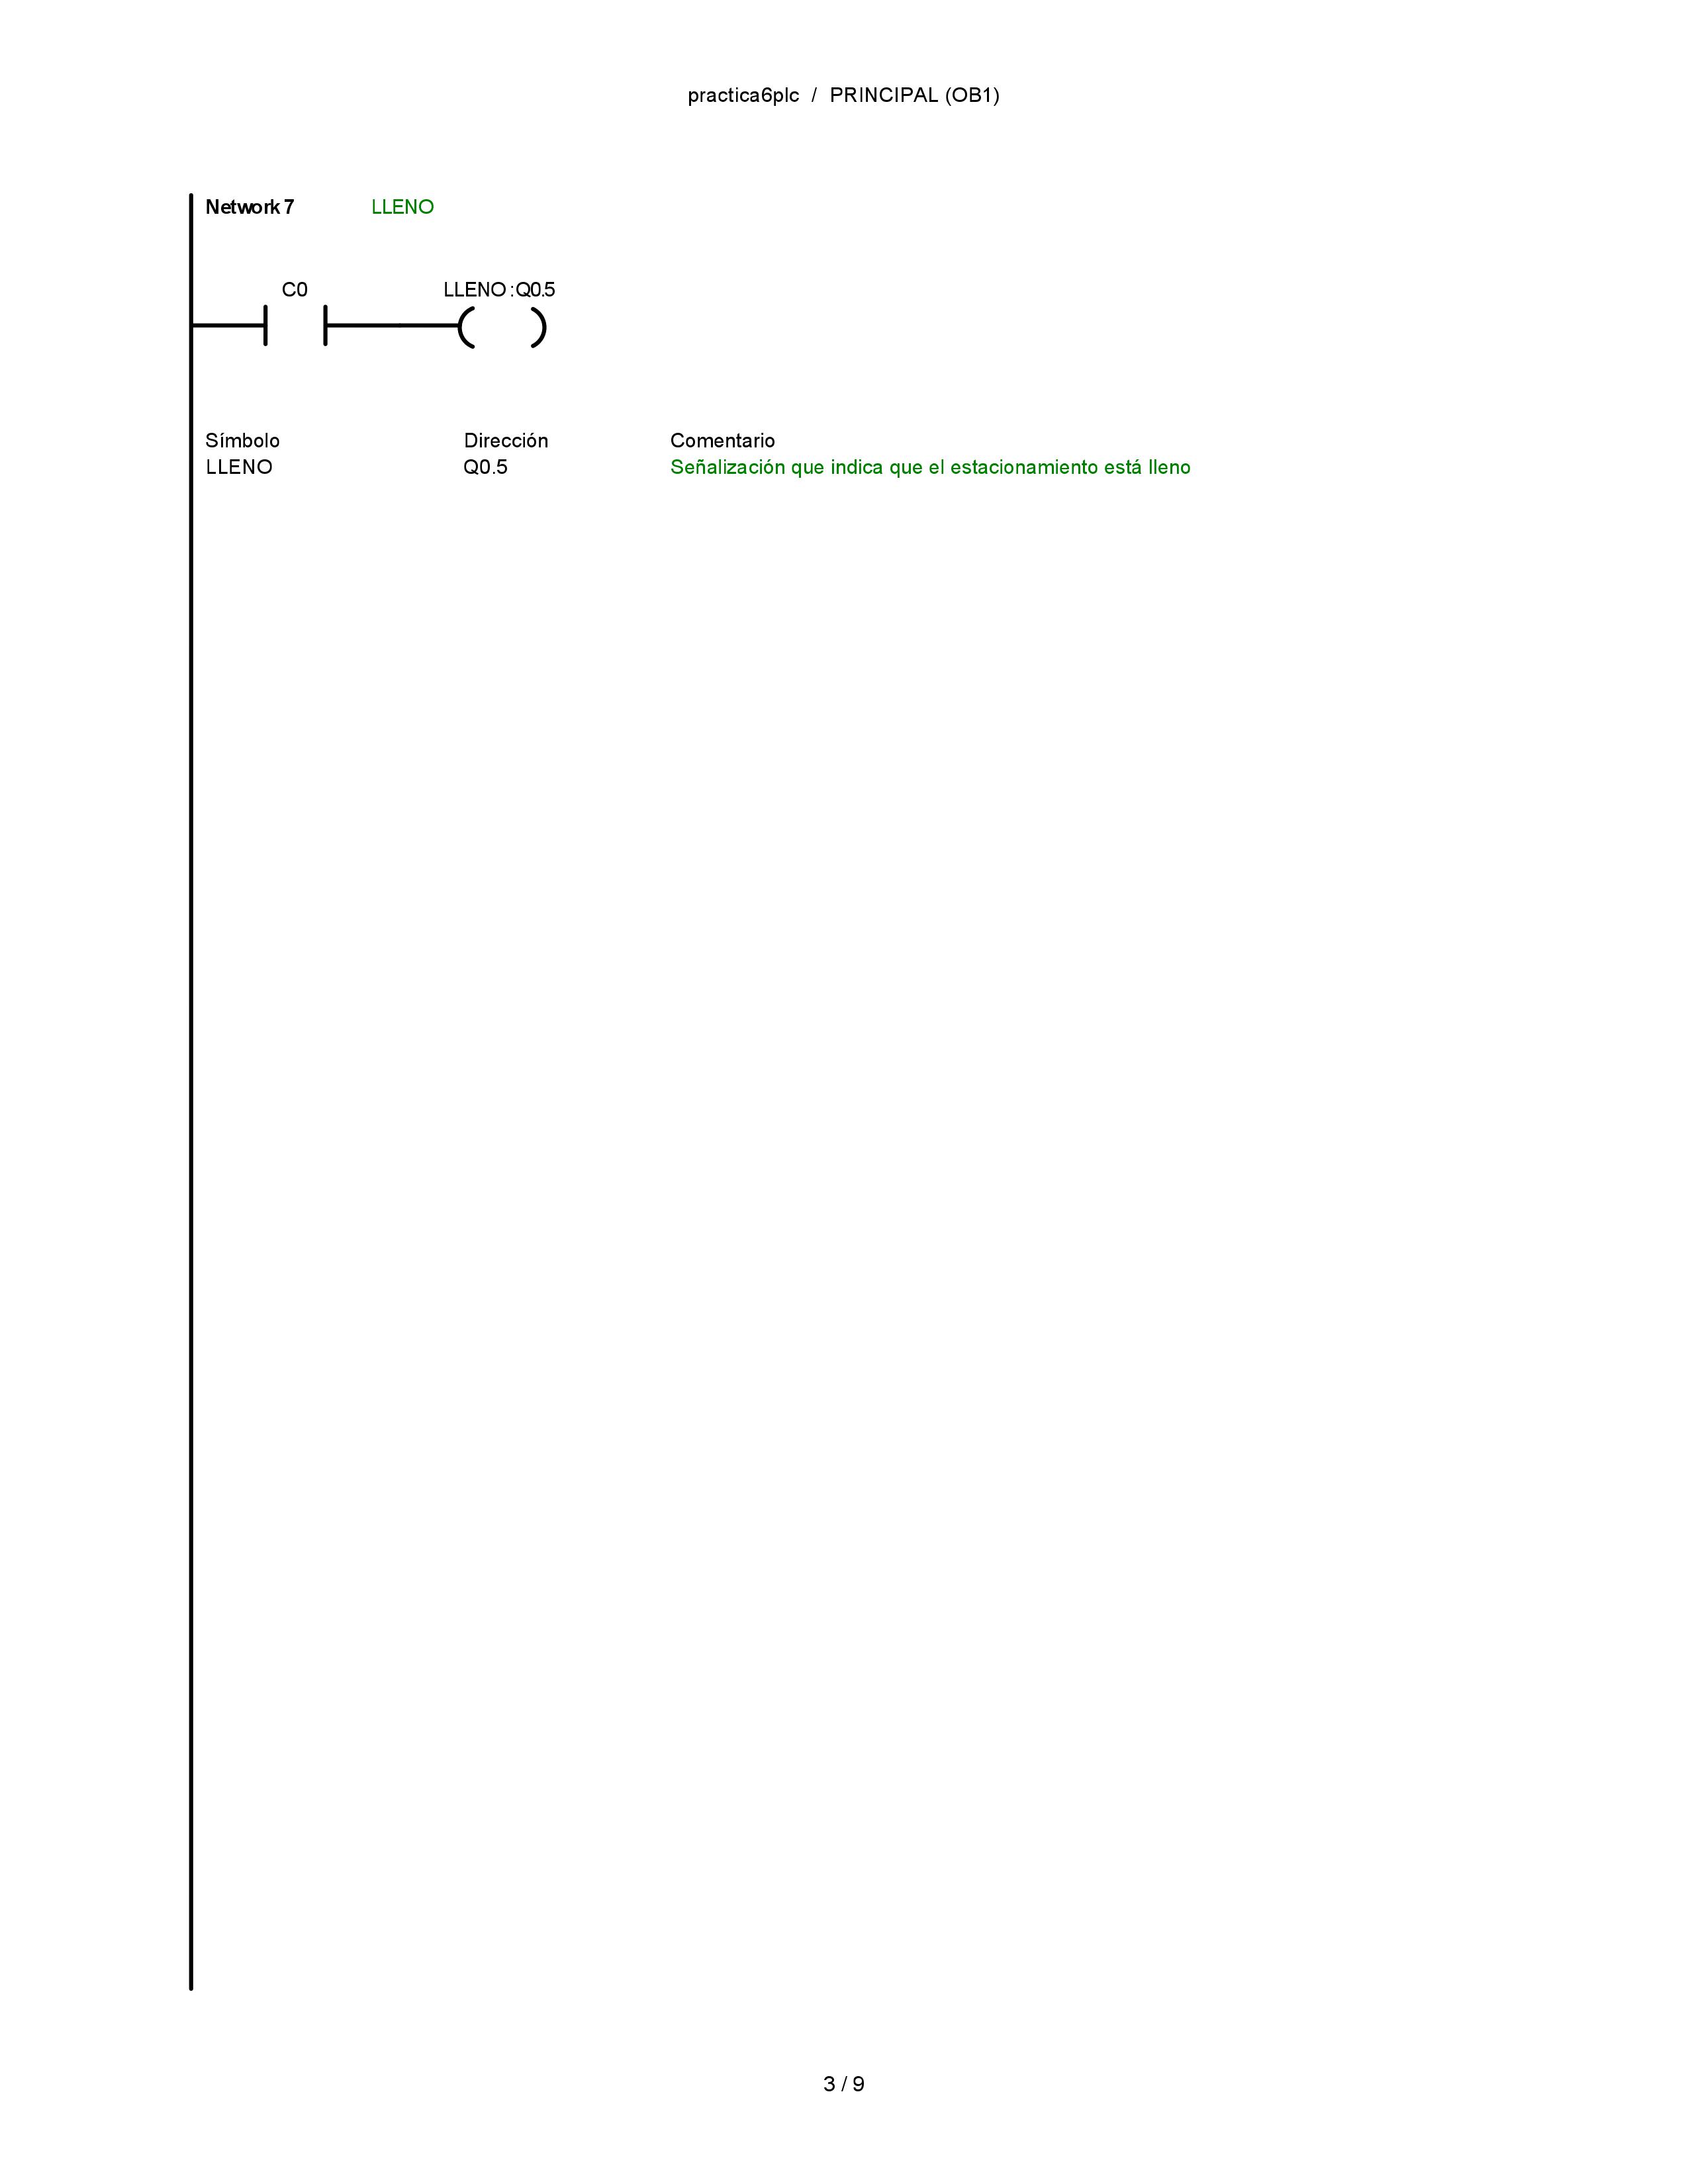 practica6plc / PRINCIPAL (OB1)
Network 7 LLENO
C0 LLENO:Q0.5
Símbolo Dirección Comentario
LLENO Q0.5 Señalización que indica que el estacionamiento está lleno
3 / 9